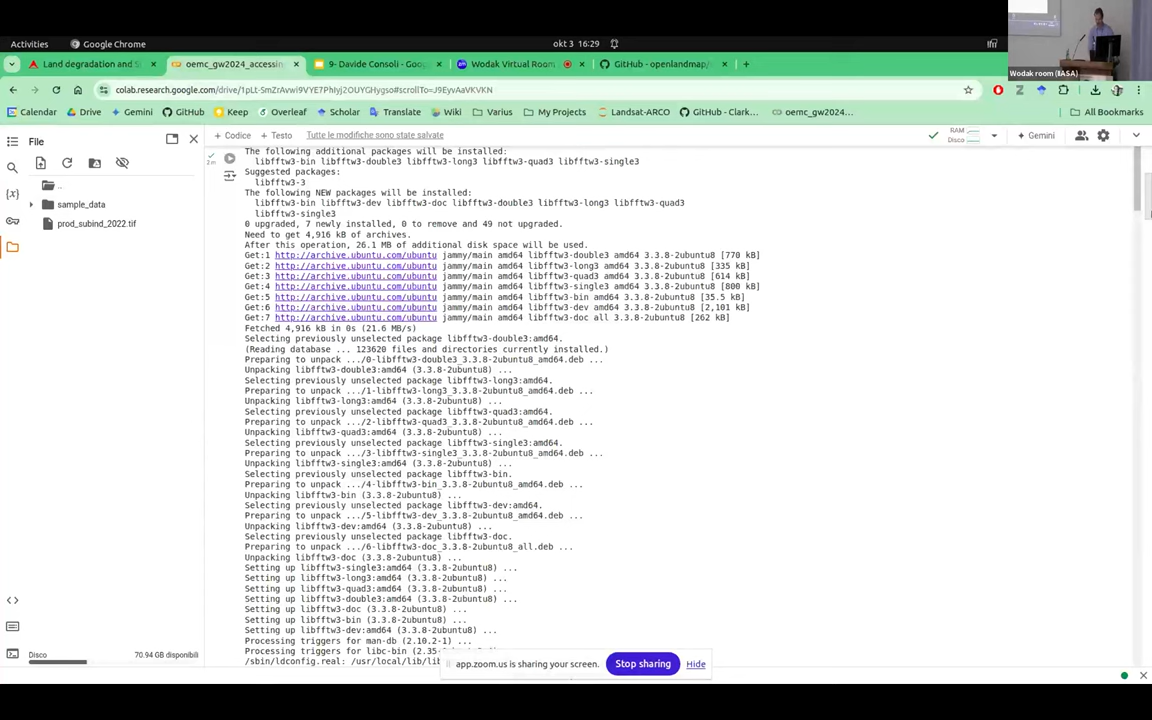 Activities
Google Chrome
okt 3 16:29
Land degradation and S
oemc_gw2024_accessing
9- Davide Consoli - Goo
Wodak Virtual Room
GitHub - openlandmap/
colab.research.google.com/drive/1pLt-SmZrAvwi9VYE7PhIyj2OUYGHygso#scrollTo=J9EyvAaVKVKN
Calendar
Drive
Gemini
Google Drive
Keep
Overleaf
Scholar
Translate
Wiki
Varius
My Projects
Landsat-ARCO
GitHub - Clark...
oemc_gw2024_...
All Bookmarks
Wodak room (IIASA)
File
+ Codice
+ Testo
Tutte le modifiche sono state salvate
RAM
Disco
Gemini
..
sample_data
prod_subind_2022.tif
2m
The following additional packages will be installed:
libfftw3-bin libfftw3-double3 libfftw3-long3 libfftw3-quad3 libfftw3-single3
Suggested packages:
libfftw3-3
The following NEW packages will be installed:
libfftw3-bin libfftw3-dev libfftw3-doc libfftw3-double3 libfftw3-long3 libfftw3-quad3
libfftw3-single3
0 upgraded, 7 newly installed, 0 to remove and 49 not upgraded.
Need to get 4,916 kB of archives.
After this operation, 26.1 MB of additional disk space will be used.
Get:1 http://archive.ubuntu.com/ubuntu jammy/main amd64 libfftw3-double3 amd64 3.3.8-2ubuntu8 [770 kB]
Get:2 http://archive.ubuntu.com/ubuntu jammy/main amd64 libfftw3-long3 amd64 3.3.8-2ubuntu8 [335 kB]
Get:3 http://archive.ubuntu.com/ubuntu jammy/main amd64 libfftw3-quad3 amd64 3.3.8-2ubuntu8 [614 kB]
Get:4 http://archive.ubuntu.com/ubuntu jammy/main amd64 libfftw3-single3 amd64 3.3.8-2ubuntu8 [800 kB]
Get:5 http://archive.ubuntu.com/ubuntu jammy/main amd64 libfftw3-bin amd64 3.3.8-2ubuntu8 [35.5 kB]
Get:6 http://archive.ubuntu.com/ubuntu jammy/main amd64 libfftw3-dev amd64 3.3.8-2ubuntu8 [2,101 kB]
Get:7 http://archive.ubuntu.com/ubuntu jammy/main amd64 libfftw3-doc all 3.3.8-2ubuntu8 [262 kB]
Fetched 4,916 kB in 0s (21.6 MB/s)
Selecting previously unselected package libfftw3-double3:amd64.
(Reading database ... 123620 files and directories currently installed.)
Preparing to unpack .../0-libfftw3-double3_3.3.8-2ubuntu8_amd64.deb ...
Unpacking libfftw3-double3:amd64 (3.3.8-2ubuntu8) ...
Selecting previously unselected package libfftw3-long3:amd64.
Preparing to unpack .../1-libfftw3-long3_3.3.8-2ubuntu8_amd64.deb ...
Unpacking libfftw3-long3:amd64 (3.3.8-2ubuntu8) ...
Selecting previously unselected package libfftw3-quad3:amd64.
Preparing to unpack .../2-libfftw3-quad3_3.3.8-2ubuntu8_amd64.deb ...
Unpacking libfftw3-quad3:amd64 (3.3.8-2ubuntu8) ...
Selecting previously unselected package libfftw3-single3:amd64.
Preparing to unpack .../3-libfftw3-single3_3.3.8-2ubuntu8_amd64.deb ...
Unpacking libfftw3-single3:amd64 (3.3.8-2ubuntu8) ...
Selecting previously unselected package libfftw3-bin.
Preparing to unpack .../4-libfftw3-bin_3.3.8-2ubuntu8_amd64.deb ...
Unpacking libfftw3-bin (3.3.8-2ubuntu8) ...
Selecting previously unselected package libfftw3-dev:amd64.
Preparing to unpack .../5-libfftw3-dev_3.3.8-2ubuntu8_amd64.deb ...
Unpacking libfftw3-dev:amd64 (3.3.8-2ubuntu8) ...
Selecting previously unselected package libfftw3-doc.
Preparing to unpack .../6-libfftw3-doc_3.3.8-2ubuntu8_all.deb ...
Unpacking libfftw3-doc (3.3.8-2ubuntu8) ...
Setting up libfftw3-single3:amd64 (3.3.8-2ubuntu8) ...
Setting up libfftw3-long3:amd64 (3.3.8-2ubuntu8) ...
Setting up libfftw3-quad3:amd64 (3.3.8-2ubuntu8) ...
Setting up libfftw3-double3:amd64 (3.3.8-2ubuntu8) ...
Setting up libfftw3-doc (3.3.8-2ubuntu8) ...
Setting up libfftw3-bin (3.3.8-2ubuntu8) ...
Setting up libfftw3-dev:amd64 (3.3.8-2ubuntu8) ...
Processing triggers for man-db (2.10.2-1) ...
Processing triggers for libc-bin (2.35-
/sbin/ldconfig.real: /usr/local/lib/lib
app.zoom.us is sharing your screen.
Stop sharing
Hide
Disco
70.94 GB disponibili